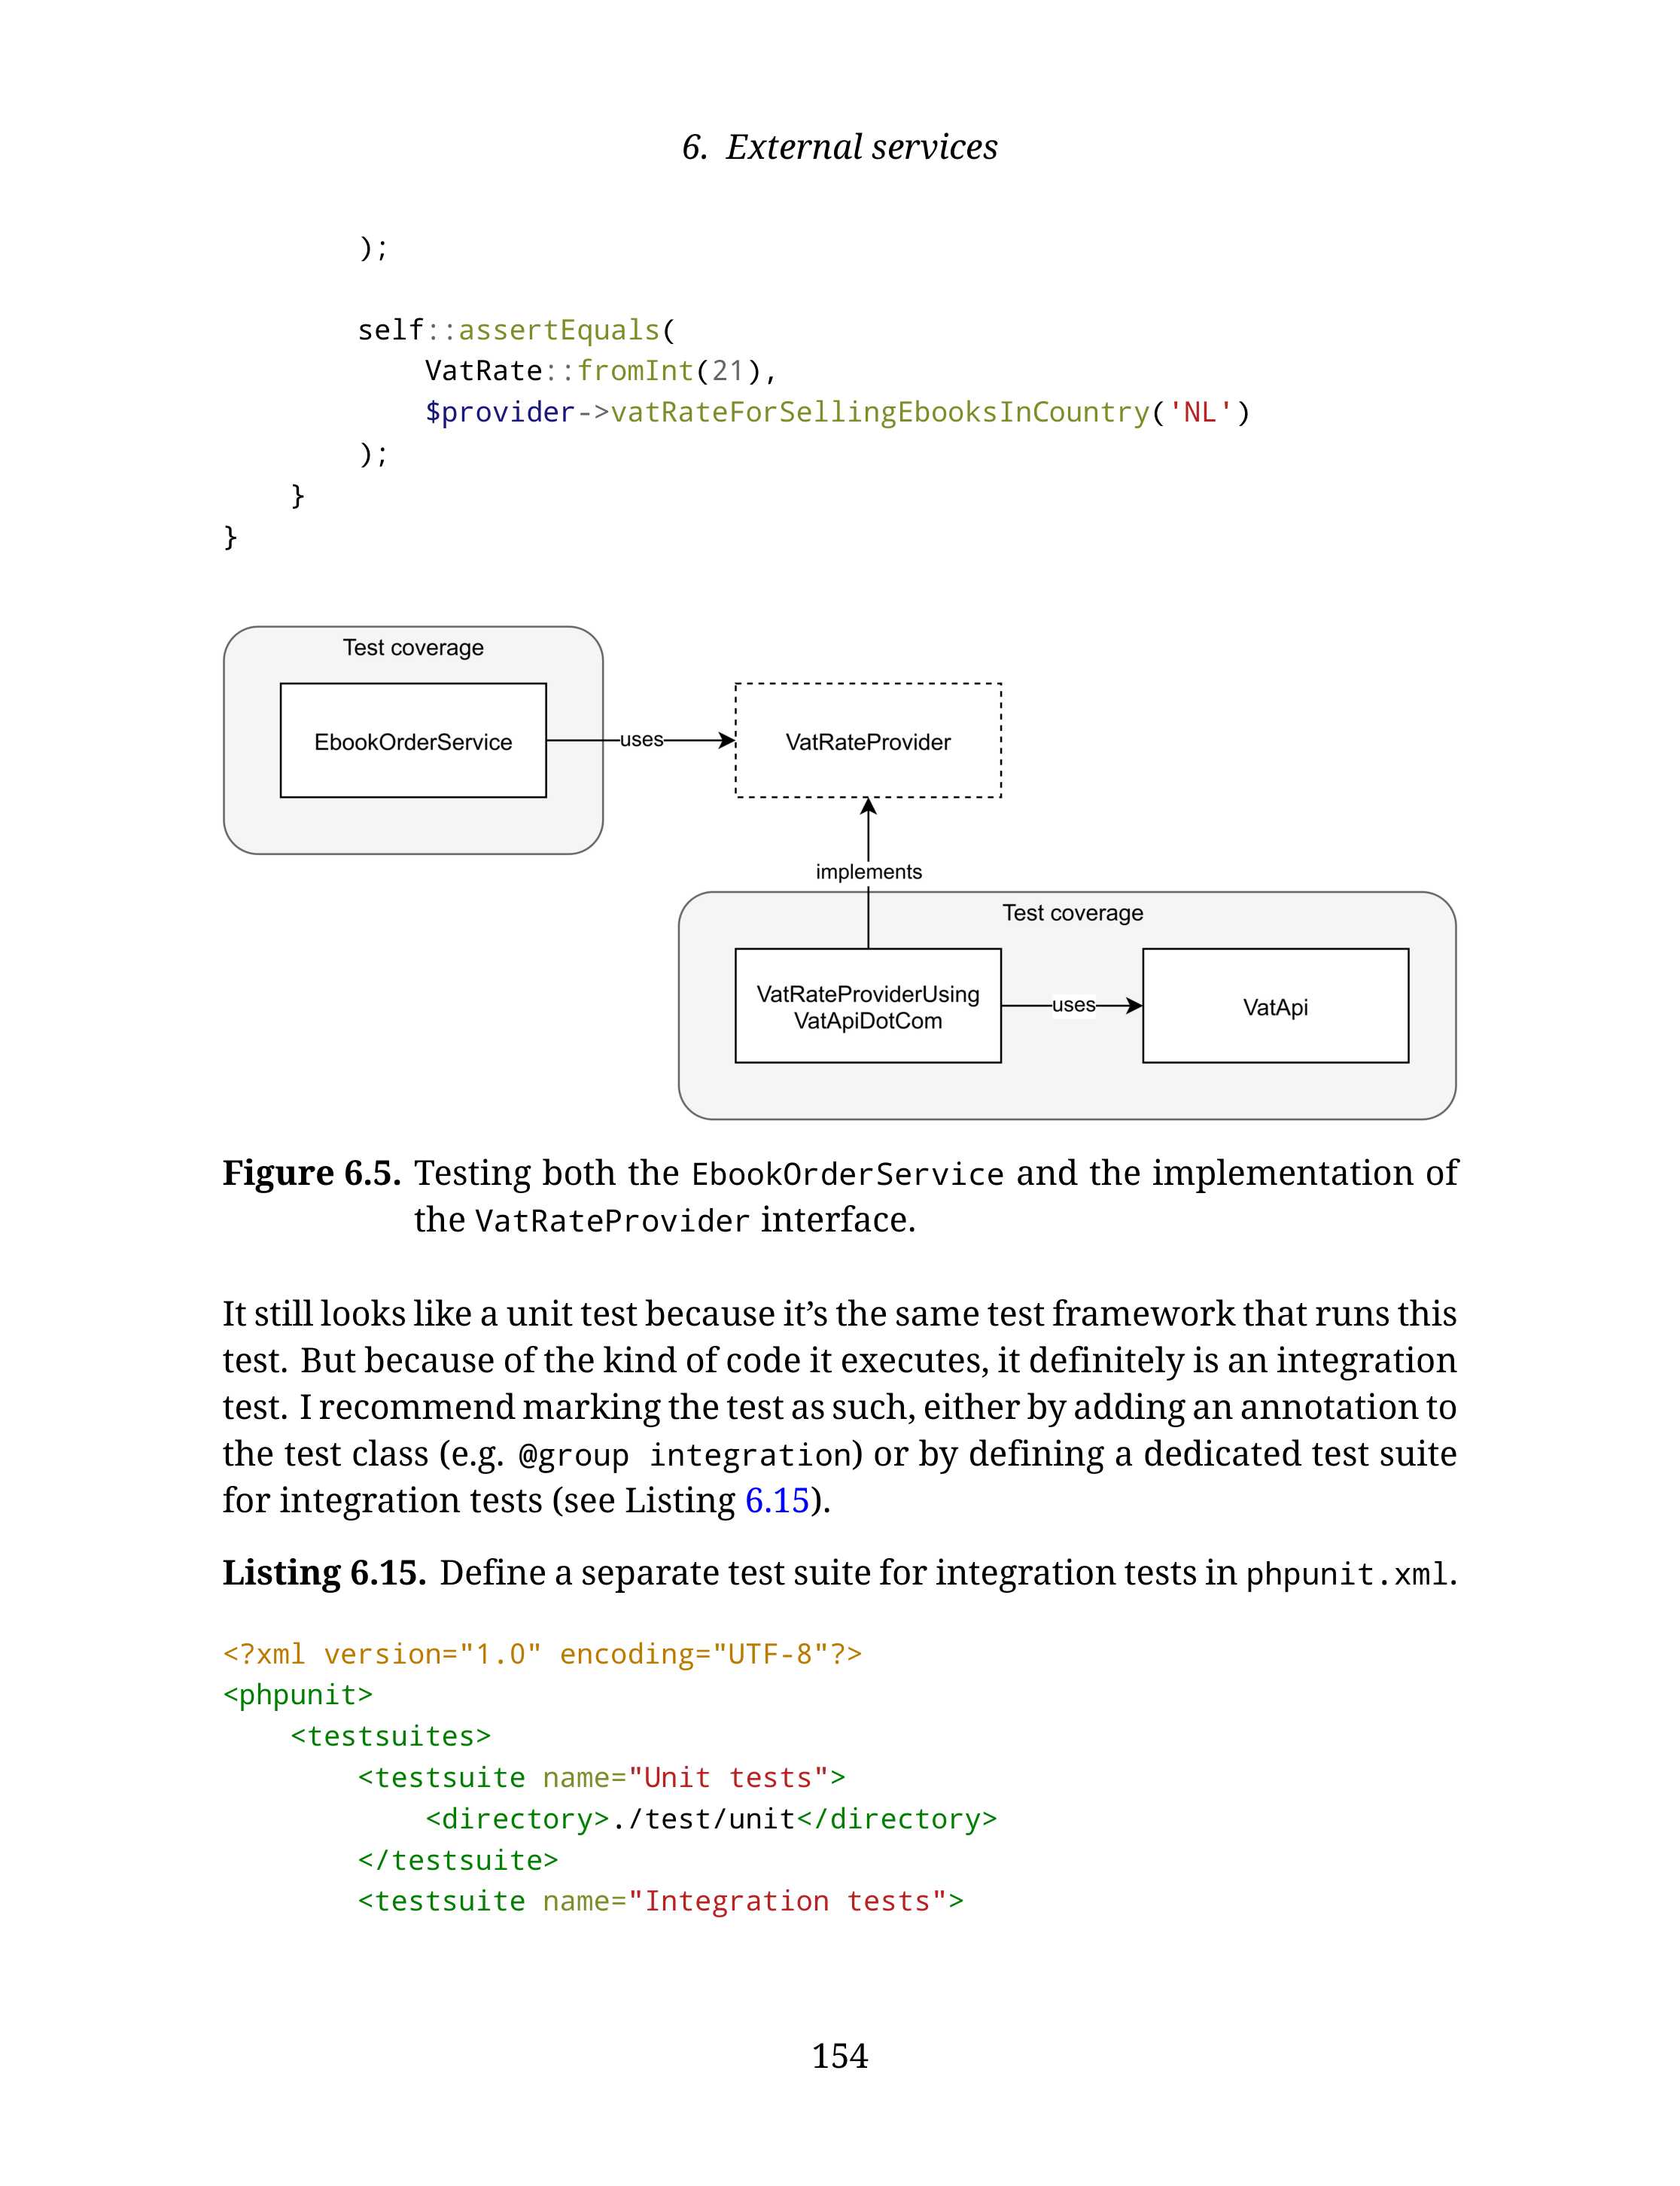 6. External services
        );
        self::assertEquals(
            VatRate::fromInt(21),
            $provider->vatRateForSellingEbooksInCountry('NL')
        );
    }
}
Test coverage
EbookOrderService
uses
VatRateProvider
implements
Test coverage
VatRateProviderUsing
VatApiDotCom
uses
VatApi
Figure 6.5. Testing both the EbookOrderService and the implementation of
the VatRateProvider interface.
It still looks like a unit test because it’s the same test framework that runs this
test. But because of the kind of code it executes, it definitely is an integration
test. I recommend marking the test as such, either by adding an annotation to
the test class (e.g. @group integration) or by defining a dedicated test suite
for integration tests (see Listing 6.15).
Listing 6.15. Define a separate test suite for integration tests in phpunit.xml.
<?xml version="1.0" encoding="UTF-8"?>
<phpunit>
    <testsuites>
        <testsuite name="Unit tests">
            <directory>./test/unit</directory>
        </testsuite>
        <testsuite name="Integration tests">
154